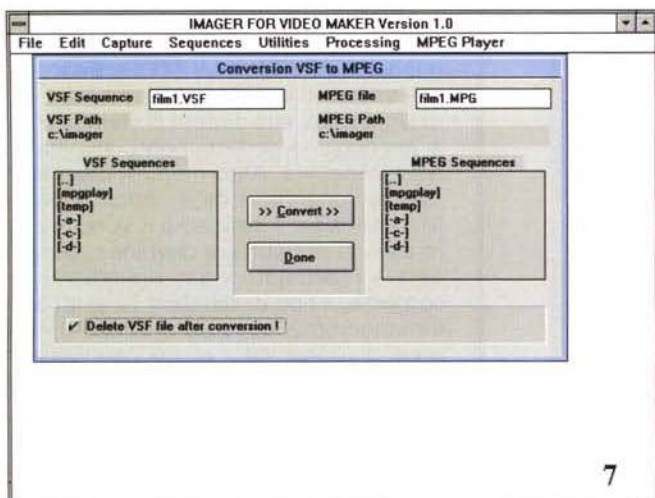 IMAGER FOR VIDEO MAKER Version 1.0
File Edit Capture Sequences Utilities Processing MPEG Player
Conversion VSF to MPEG
VSF Sequence film1.VSF MPEG file film1.MPG
VSF Path MPEG Path
c:\imager c:\imager
VSF Sequences MPEG Sequences
[..] [..]
[mpgplay] [mpgplay]
[temp] [temp]
[-a-] [-a-]
[-c-] [-c-]
[-d-] [-d-]
>> Convert >>
Done
✔ Delete VSF file after conversion !
7